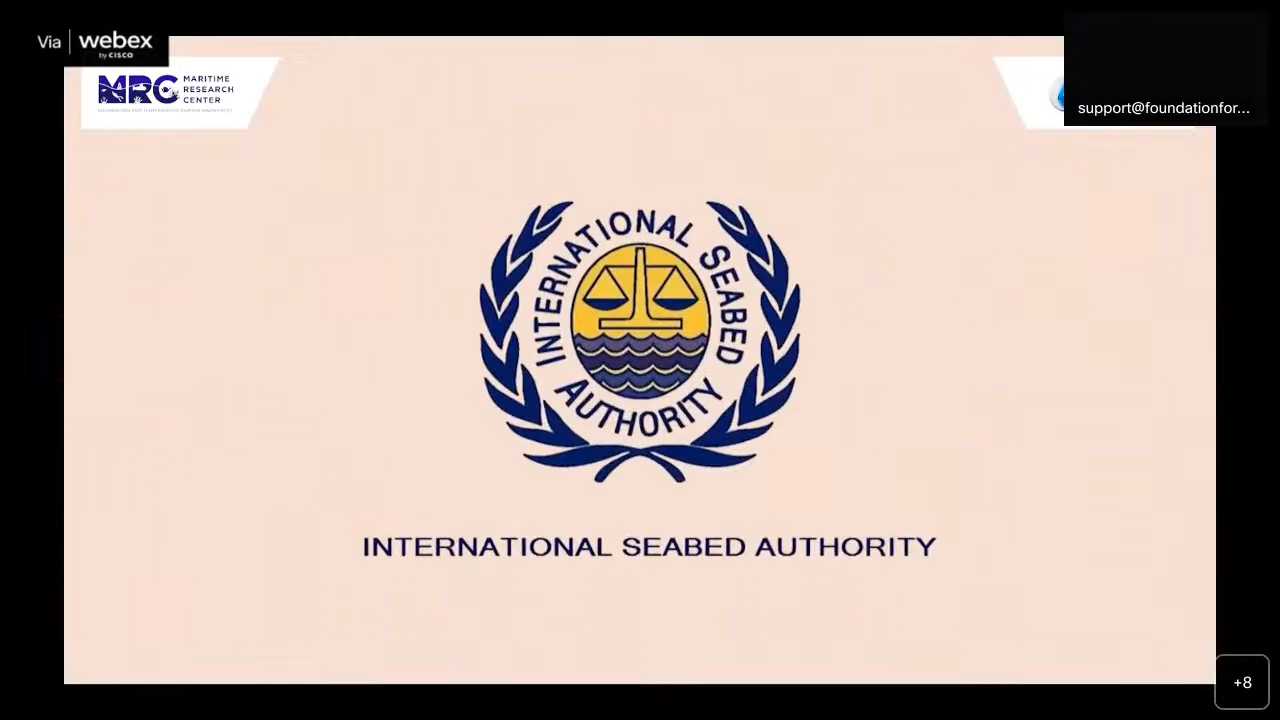 Via | webex
by CISCO
MRC MARITIME
RESEARCH
CENTER
support@foundationfor...
INTERNATIONAL SEABED
AUTHORITY
INTERNATIONAL SEABED AUTHORITY
+8